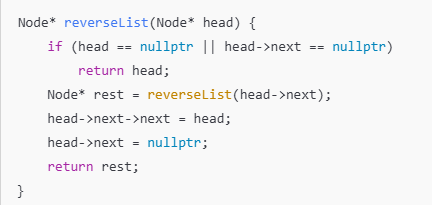 Node* reverseList(Node* head) {
    if (head == nullptr || head->next == nullptr)
        return head;
    Node* rest = reverseList(head->next);
    head->next->next = head;
    head->next = nullptr;
    return rest;
}